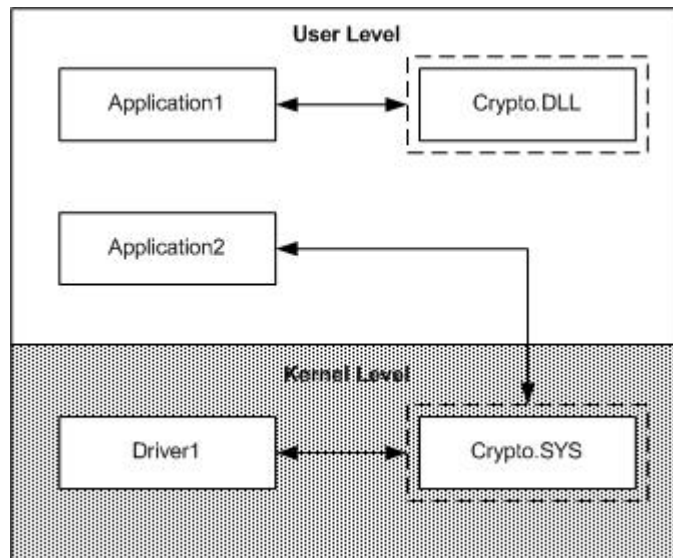 User Level
Application1
Crypto.DLL
Application2
Kernel Level
Driver1
Crypto.SYS